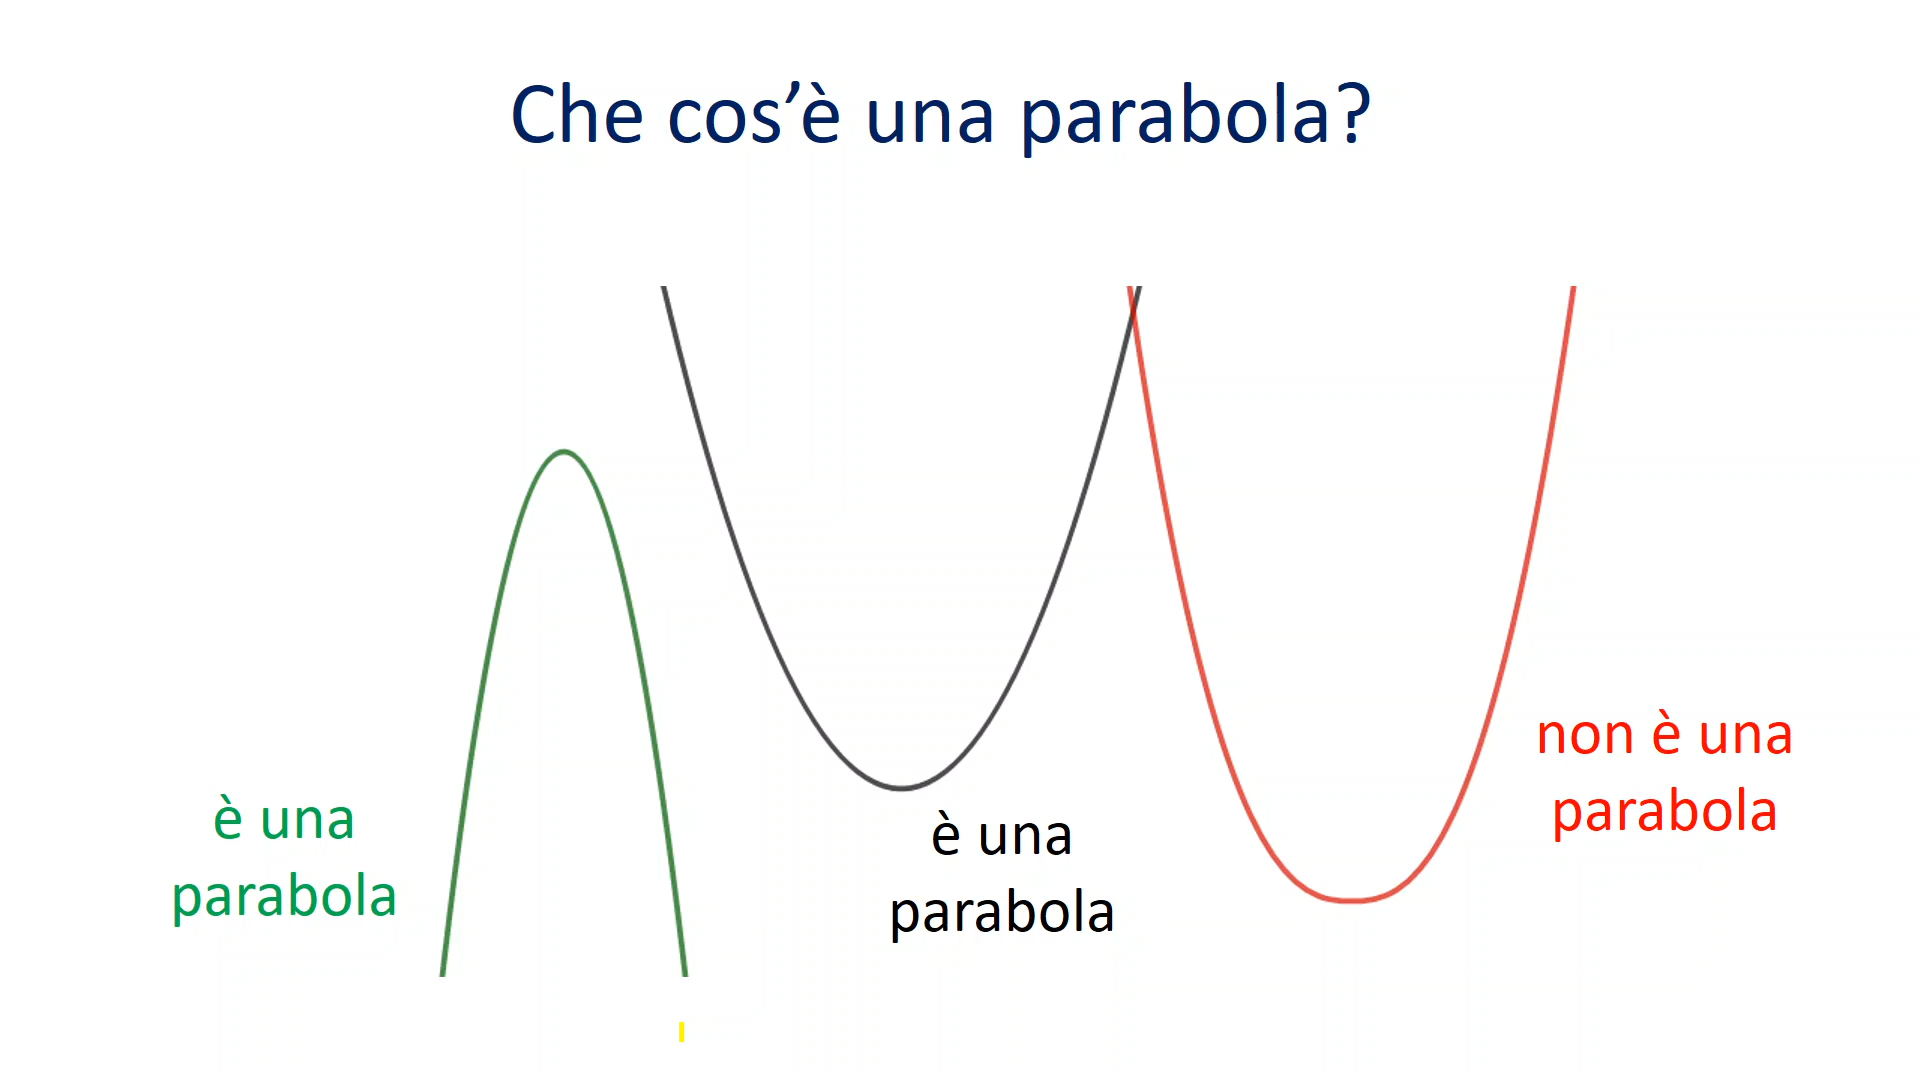 Che cos’è una parabola?
è una
parabola
è una
parabola
non è una
parabola